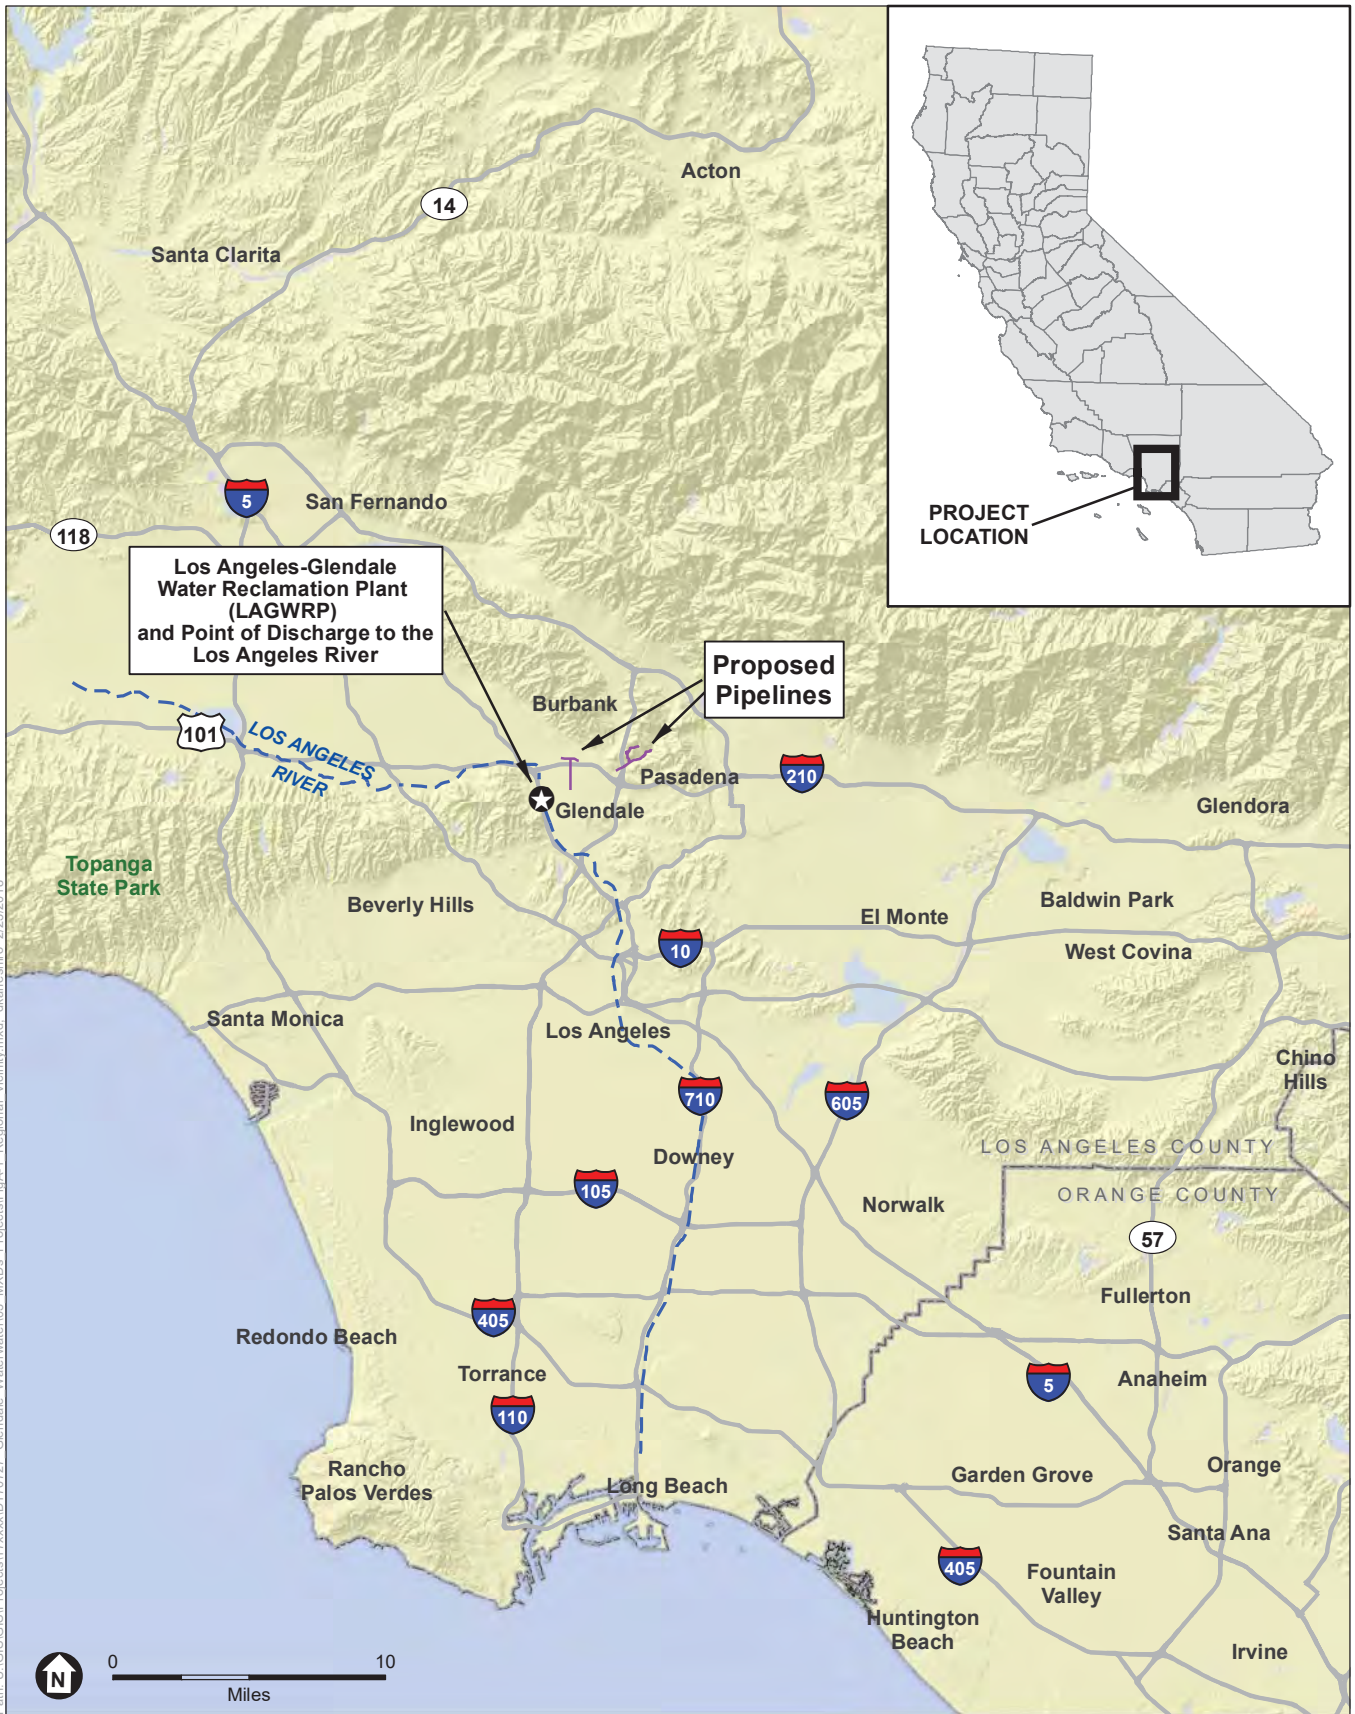 Acton
14
Santa Clarita
PROJECT
LOCATION
5
San Fernando
118
Los Angeles-Glendale
Water Reclamation Plant
(LAGWRP)
and Point of Discharge to the
Los Angeles River
Proposed
Pipelines
Burbank
101
LOS ANGELES
RIVER
Pasadena
210
Glendale
Glendora
Topanga
State Park
Beverly Hills
El Monte
Baldwin Park
10
West Covina
Santa Monica
Los Angeles
Chino
Hills
710
605
Inglewood
LOS ANGELES COUNTY
Downey
105
ORANGE COUNTY
Norwalk
57
Fullerton
405
Redondo Beach
Torrance
5
Anaheim
110
Rancho
Palos Verdes
Long Beach
Garden Grove
Orange
Santa Ana
405
Fountain
Valley
Huntington
Beach
Irvine
N
0
10
Miles